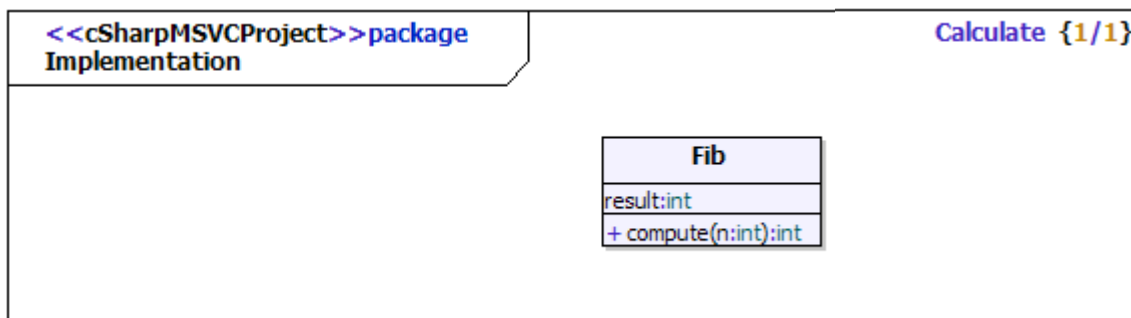 <<cSharpMSVCProject>>package
Implementation
Calculate {1/1}
Fib
result:int
+ compute(n:int):int